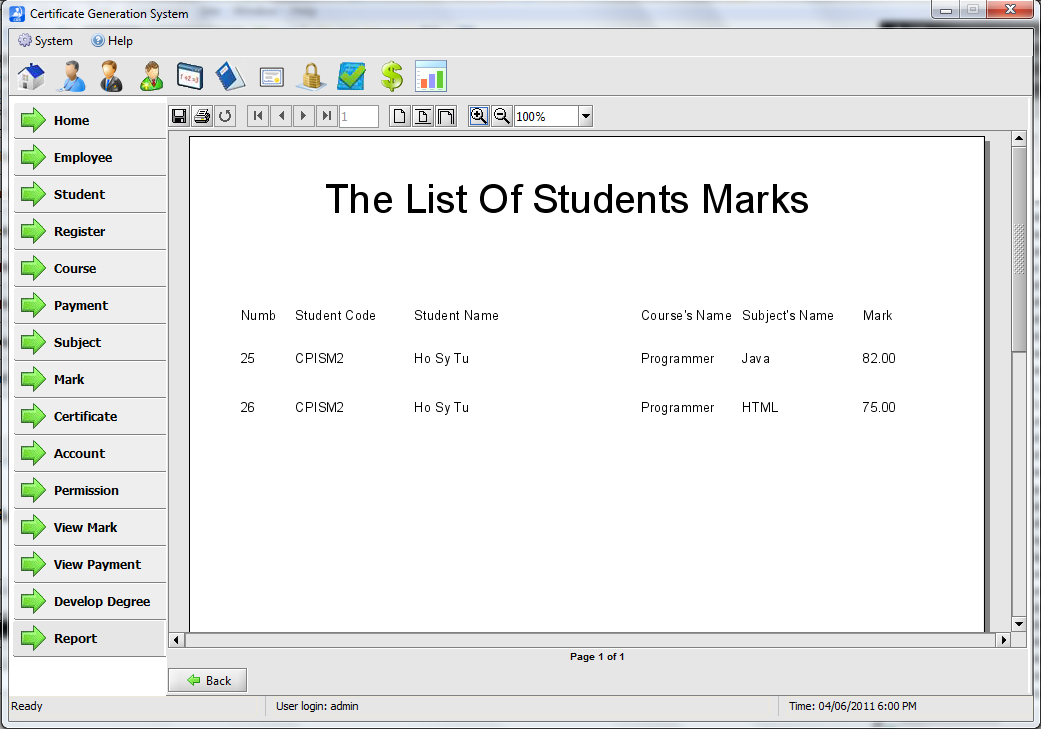 Certificate Generation System
System Help
1 100%
Home
Employee
Student
Register
Course
Payment
Subject
Mark
Certificate
Account
Permission
View Mark
View Payment
Develop Degree
Report
The List Of Students Marks
Numb Student Code Student Name Course's Name Subject's Name Mark
25 CPISM2 Ho Sy Tu Programmer Java 82.00
26 CPISM2 Ho Sy Tu Programmer HTML 75.00
Page 1 of 1
Back
Ready User login: admin Time: 04/06/2011 6:00 PM